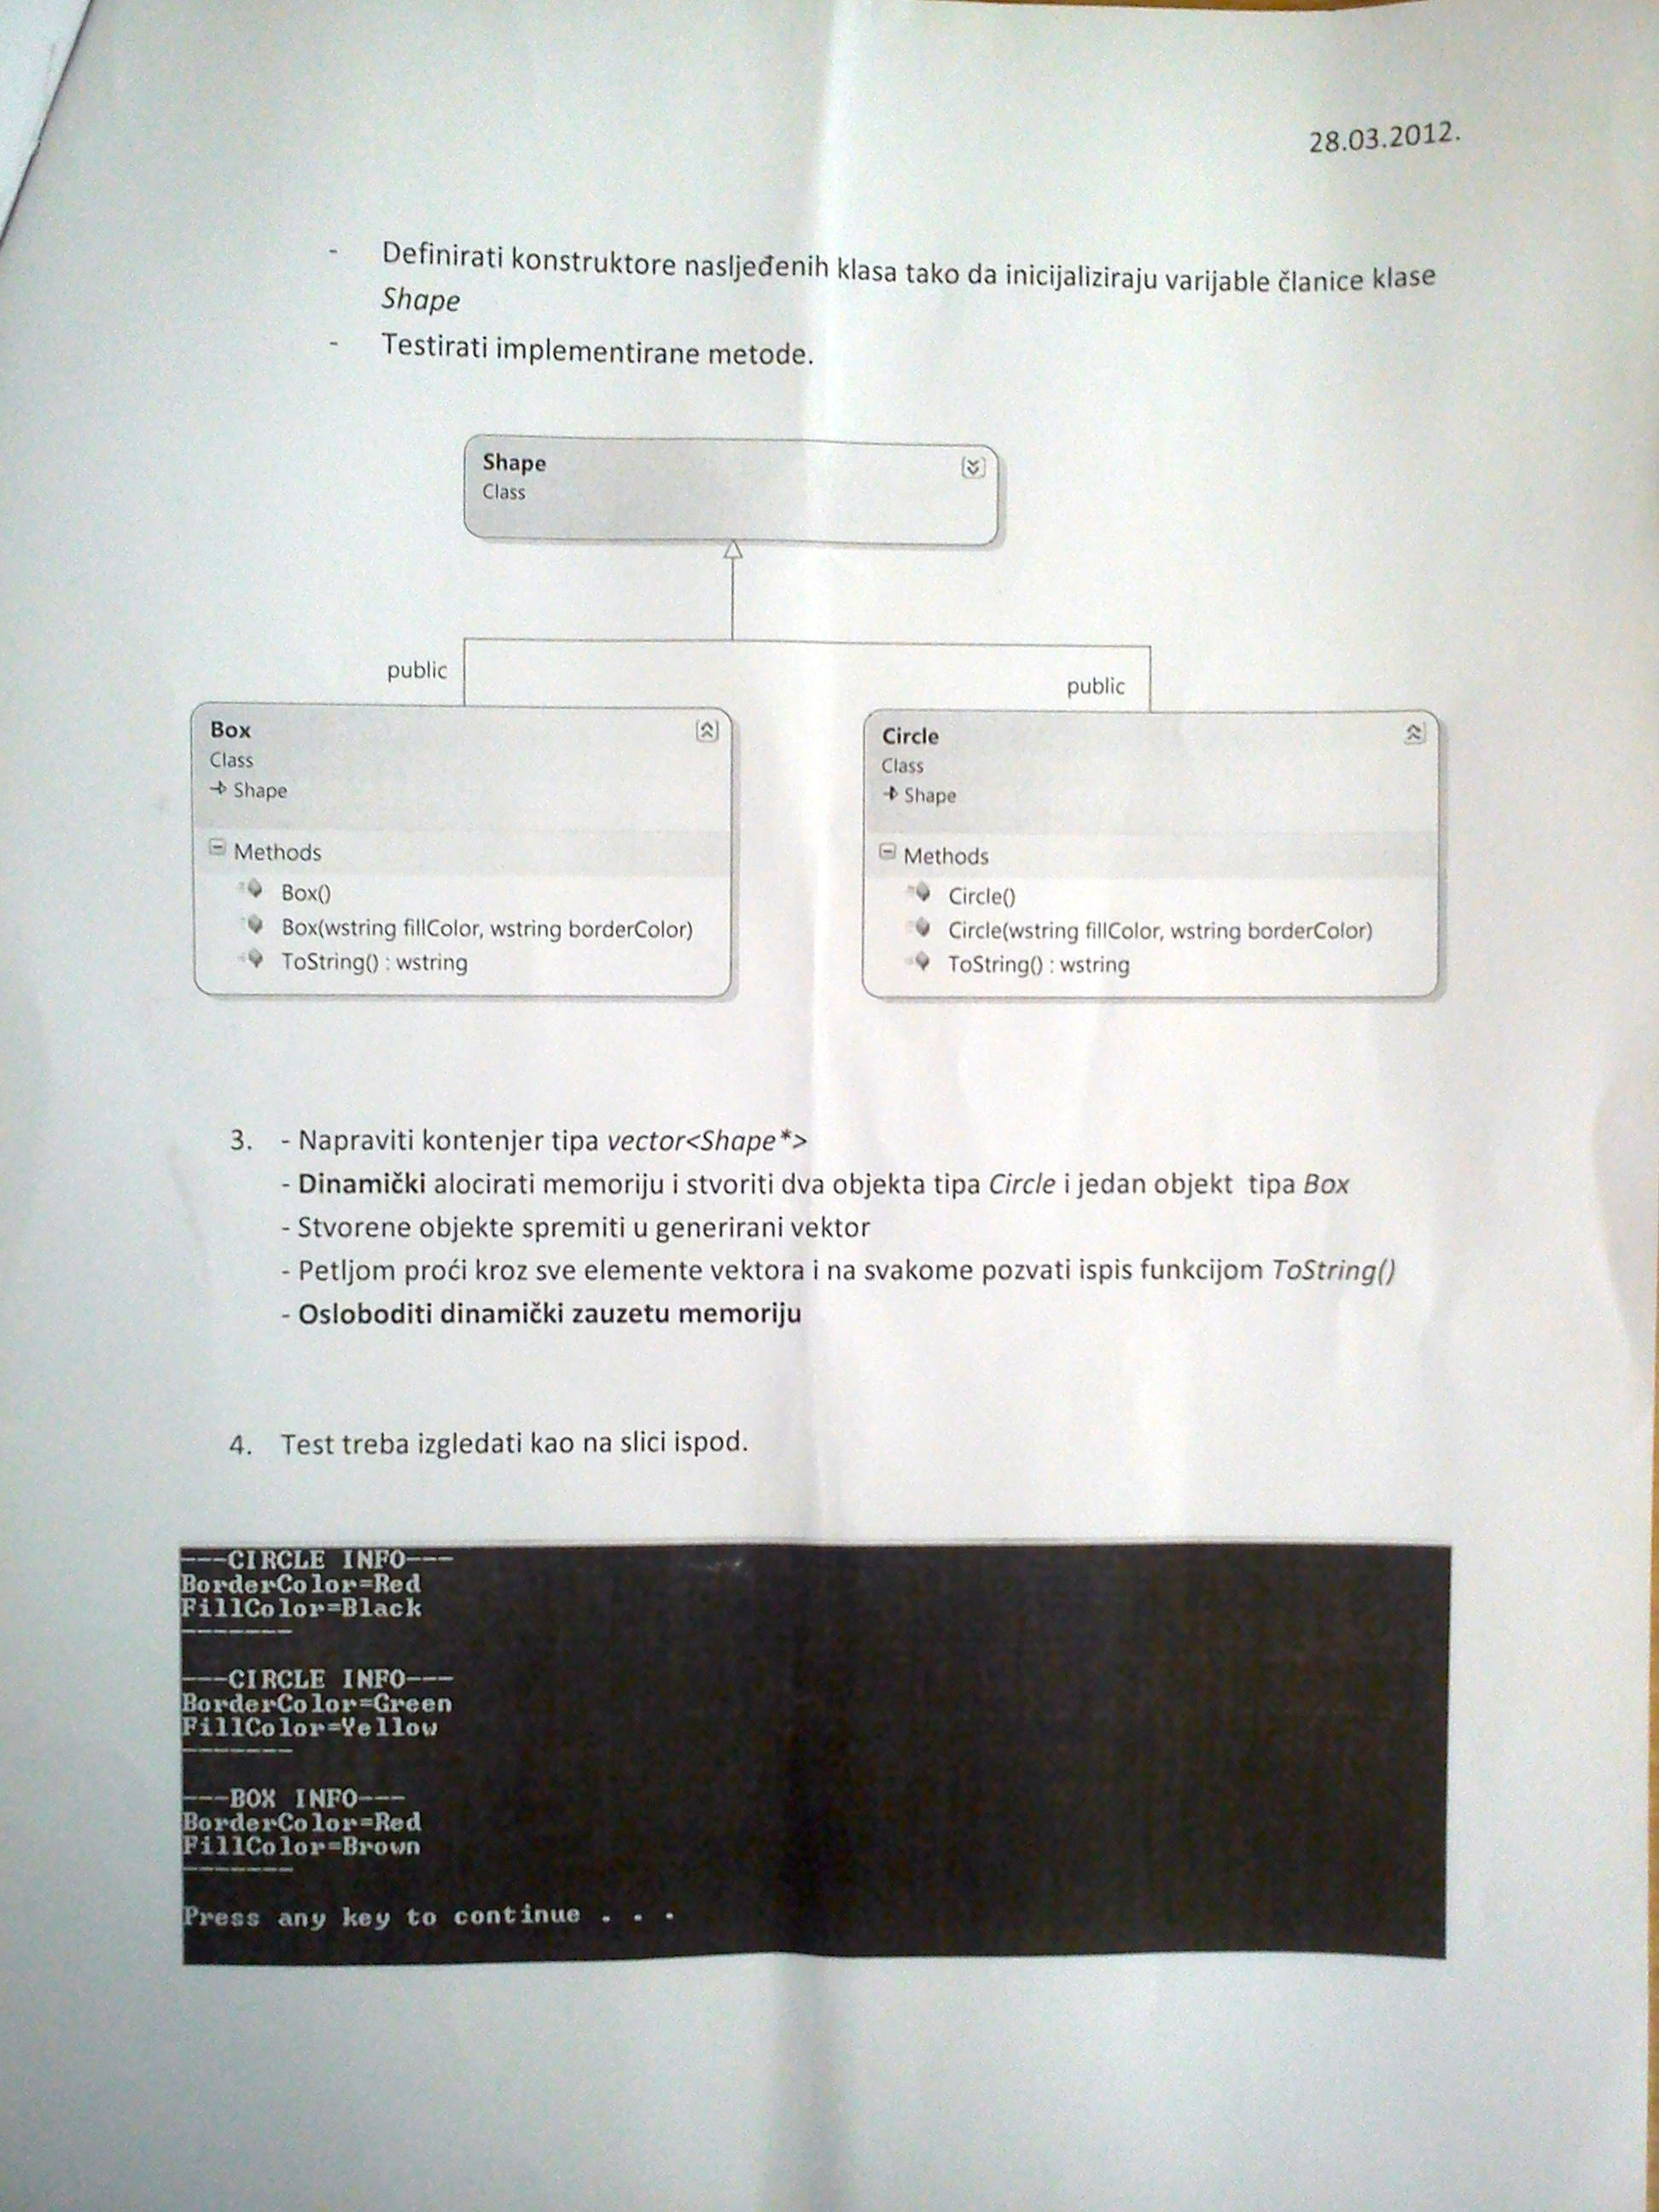 28.03.2012.
- Definirati konstruktore nasljeđenih klasa tako da inicijaliziraju varijable članice klase
Shape
- Testirati implementirane metode.
Shape
Class
public
public
Box
Class
Shape
Methods
Box()
Box(wstring fillColor, wstring borderColor)
ToString() : wstring
Circle
Class
Shape
Methods
Circle()
Circle(wstring fillColor, wstring borderColor)
ToString() : wstring
3. - Napraviti kontenjer tipa vector<Shape*>
- Dinamički alocirati memoriju i stvoriti dva objekta tipa Circle i jedan objekt tipa Box
- Stvorene objekte spremiti u generirani vektor
- Petljom proći kroz sve elemente vektora i na svakome pozvati ispis funkcijom ToString()
- Osloboditi dinamički zauzetu memoriju
4. Test treba izgledati kao na slici ispod.
---CIRCLE INFO---
BorderColor=Red
FillColor=Black
-------
---CIRCLE INFO---
BorderColor=Green
FillColor=Yellow
-------
---BOX INFO---
BorderColor=Red
FillColor=Brown
-------
Press any key to continue . . .